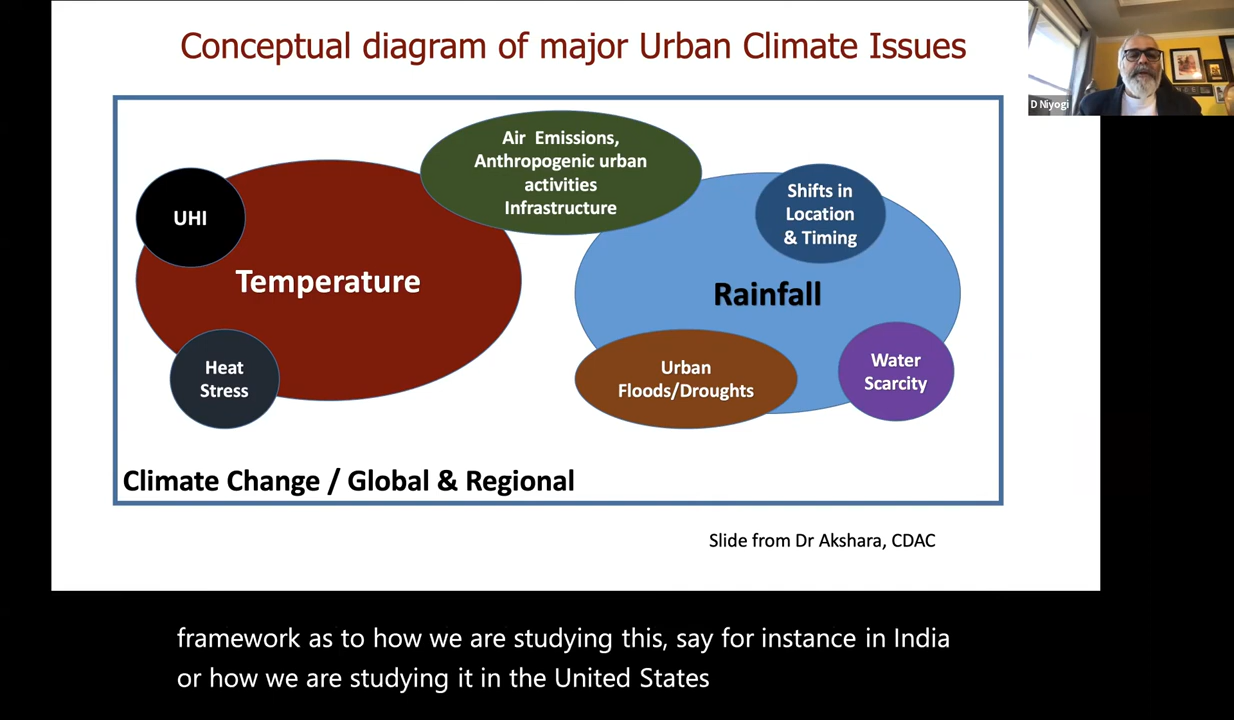 Conceptual diagram of major Urban Climate Issues
D Niyogi
Air Emissions,
Anthropogenic urban
activities
Infrastructure
UHI
Temperature
Heat
Stress
Shifts in
Location
& Timing
Rainfall
Urban
Floods/Droughts
Water
Scarcity
Climate Change / Global & Regional
Slide from Dr Akshara, CDAC
framework as to how we are studying this, say for instance in India
or how we are studying it in the United States